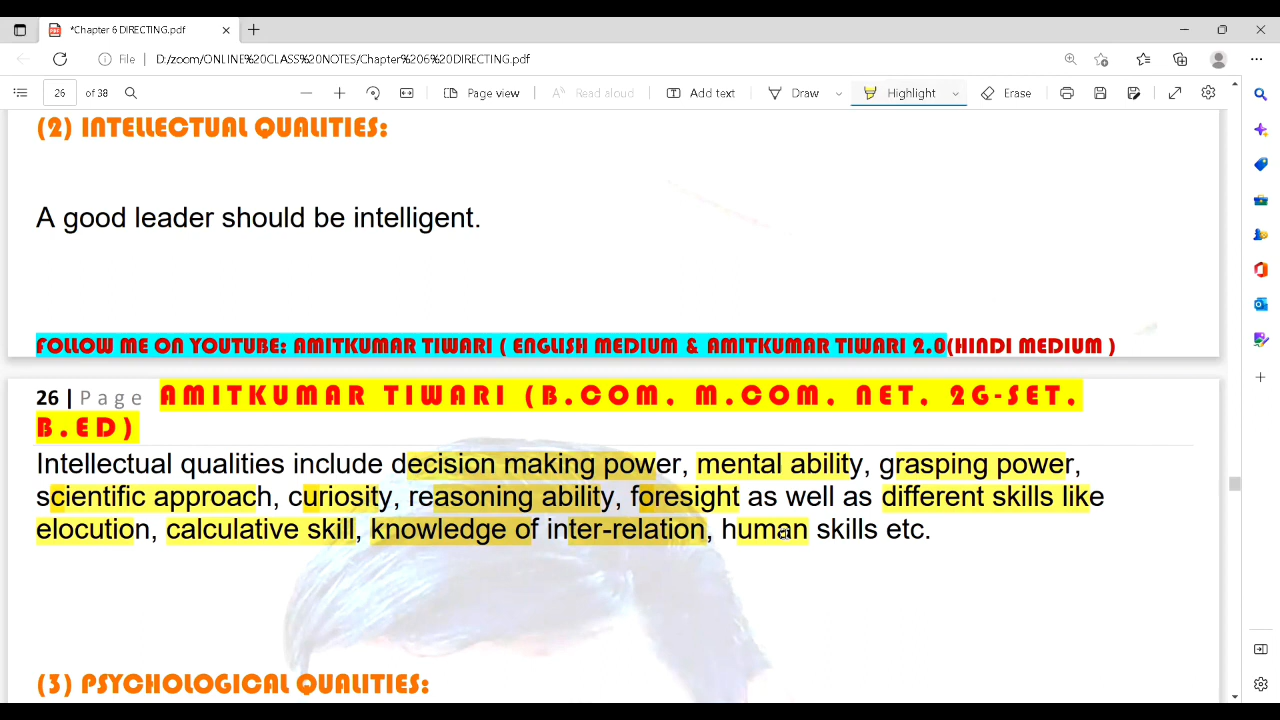 *Chapter 6 DIRECTING.pdf
File | D:/zoom/ONLINE%20CLASS%20NOTES/Chapter%206%20DIRECTING.pdf
26 of 38 Page view Read aloud Add text Draw Highlight Erase
(2) INTELLECTUAL QUALITIES:
A good leader should be intelligent.
FOLLOW ME ON YOUTUBE: AMITKUMAR TIWARI ( ENGLISH MEDIUM & AMITKUMAR TIWARI 2.0(HINDI MEDIUM )
26 | Page AMITKUMAR TIWARI (B.COM. M.COM. NET. 2G-SET.
B.ED)
Intellectual qualities include decision making power, mental ability, grasping power,
scientific approach, curiosity, reasoning ability, foresight as well as different skills like
elocution, calculative skill, knowledge of inter-relation, human skills etc.
(3) PSYCHOLOGICAL QUALITIES: